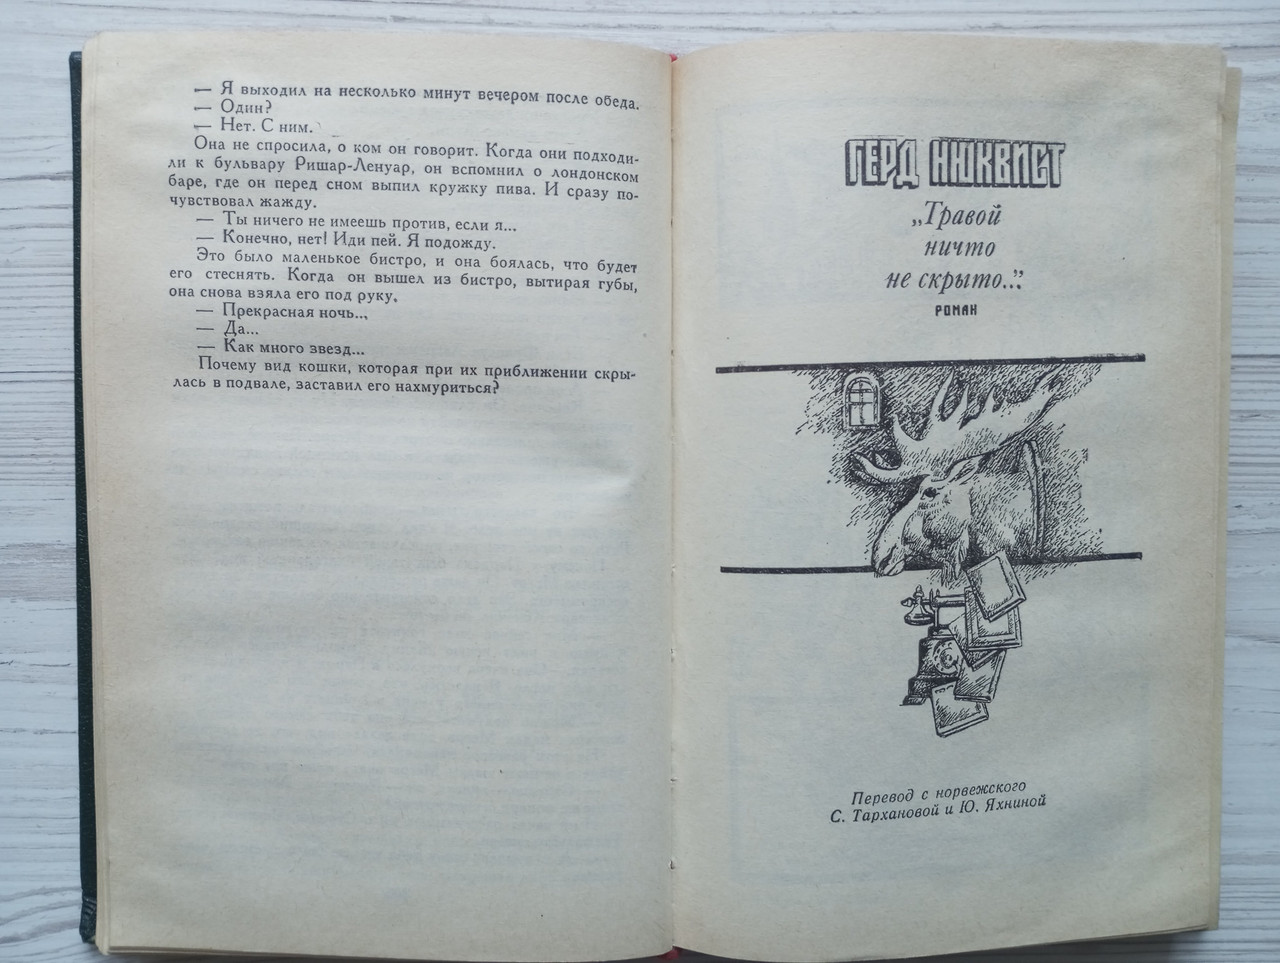 — Я выходил на несколько минут вечером после обеда.
— Один?
— Нет. С ним.
Она не спросила, о ком он говорит. Когда они подходи-
ли к бульвару Ришар-Ленуар, он вспомнил о лондонском
баре, где он перед сном выпил кружку пива. И сразу по-
чувствовал жажду.
— Ты ничего не имеешь против, если я...
— Конечно, нет! Иди пей. Я подожду.
Это было маленькое бистро, и она боялась, что будет
его стеснять. Когда он вышел из бистро, вытирая губы,
она снова взяла его под руку.
— Прекрасная ночь...
— Да...
— Как много звезд...
Почему вид кошки, которая при их приближении скры-
лась в подвале, заставил его нахмуриться?
ГЕРД НЮКВИСТ
„Травой
ничто
не скрыто...”
РОМАН
Перевод с норвежского
С. Тархановой и Ю. Яхниной